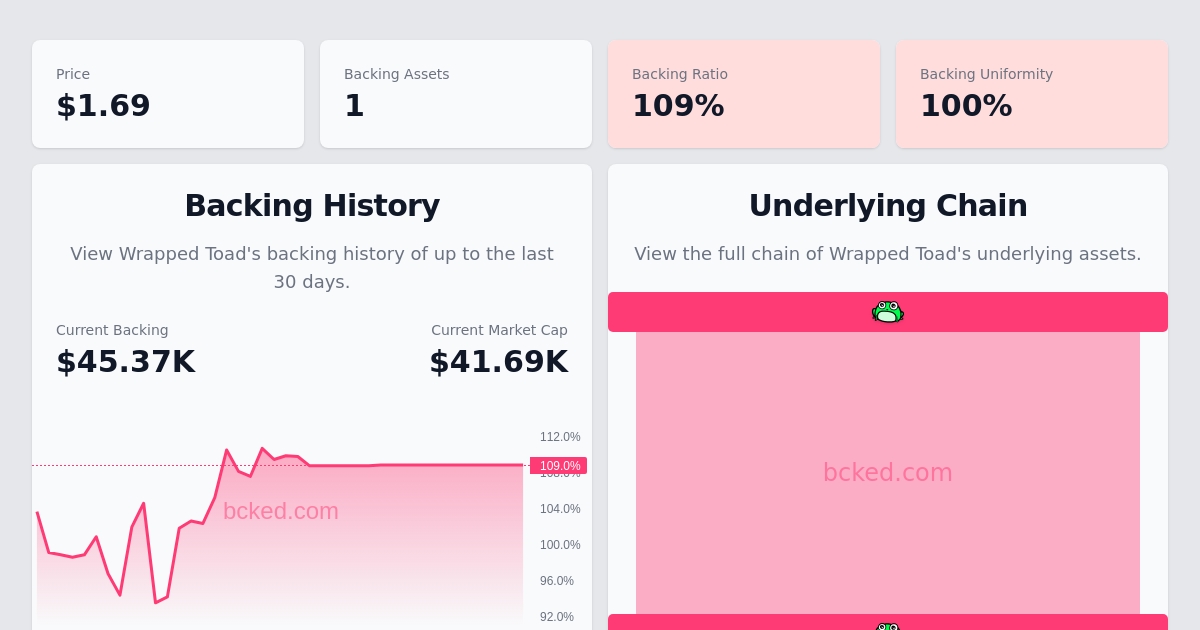 Price
$1.69
Backing Assets
1
Backing Ratio
109%
Backing Uniformity
100%
Backing History
View Wrapped Toad's backing history of up to the last
30 days.
Current Backing
$45.37K
Current Market Cap
$41.69K
112.0%
109.0%
108.0%
104.0%
100.0%
96.0%
92.0%
bcked.com
Underlying Chain
View the full chain of Wrapped Toad's underlying assets.
bcked.com